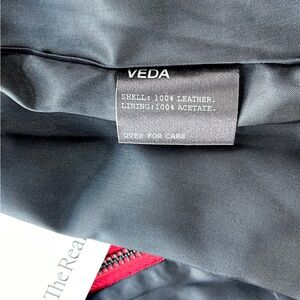 VEDA
SHELL: 100% LEATHER.
LINING:100% ACETATE.
OVER FOR CARE
The Rea